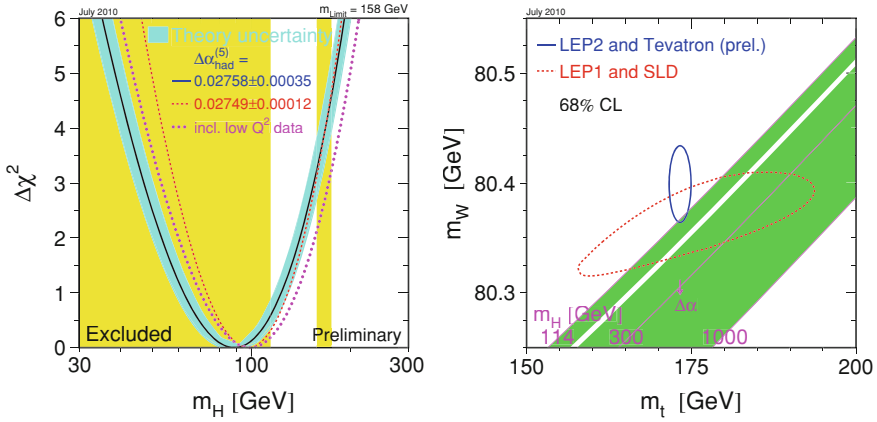 July 2010
m_Limit = 158 GeV
Theory uncertainty
Δα_had^(5) =
0.02758±0.00035
0.02749±0.00012
incl. low Q² data
Excluded
Preliminary
6
5
4
3
2
1
0
Δχ²
30
100
300
m_H [GeV]
July 2010
LEP2 and Tevatron (prel.)
LEP1 and SLD
68% CL
80.5
80.4
80.3
m_W [GeV]
m_H [GeV]
114
300
1000
Δα
150
175
200
m_t [GeV]